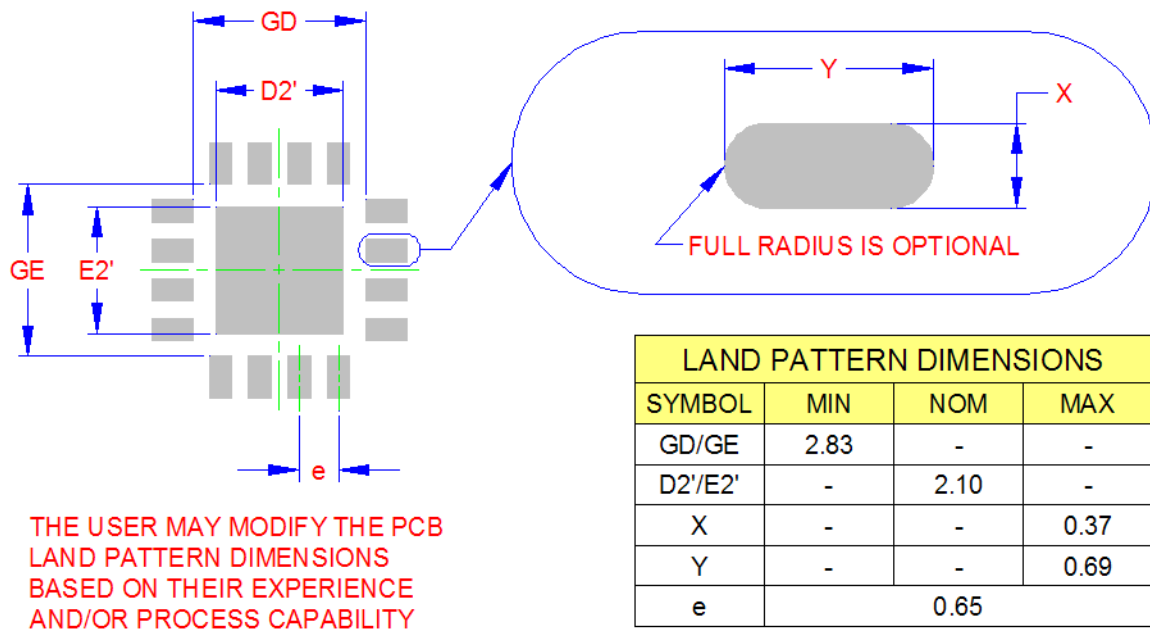 GD
D2'
GE
E2'
e
Y
X
FULL RADIUS IS OPTIONAL
THE USER MAY MODIFY THE PCB
LAND PATTERN DIMENSIONS
BASED ON THEIR EXPERIENCE
AND/OR PROCESS CAPABILITY
LAND PATTERN DIMENSIONS
SYMBOL MIN NOM MAX
GD/GE 2.83 - -
D2'/E2' - 2.10 -
X - - 0.37
Y - - 0.69
e 0.65